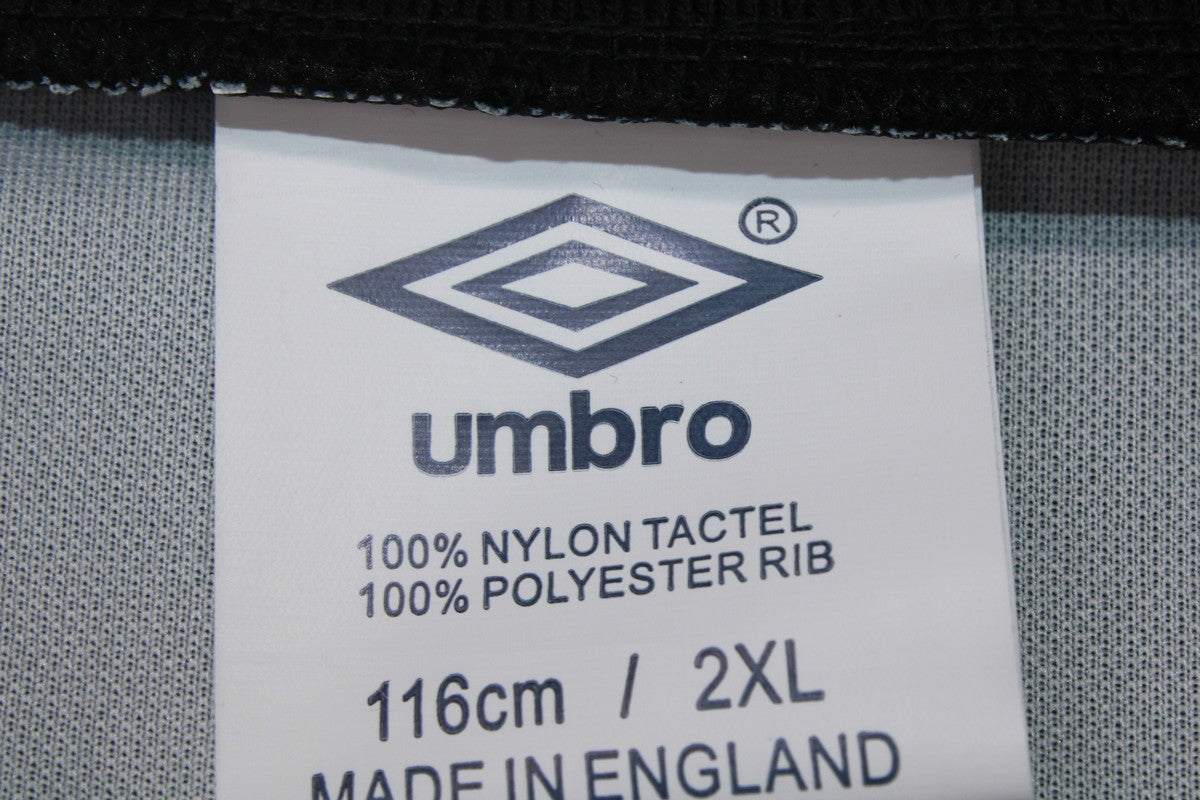 ®
umbro
100% NYLON TACTEL
100% POLYESTER RIB
116cm / 2XL
MADE IN ENGLAND